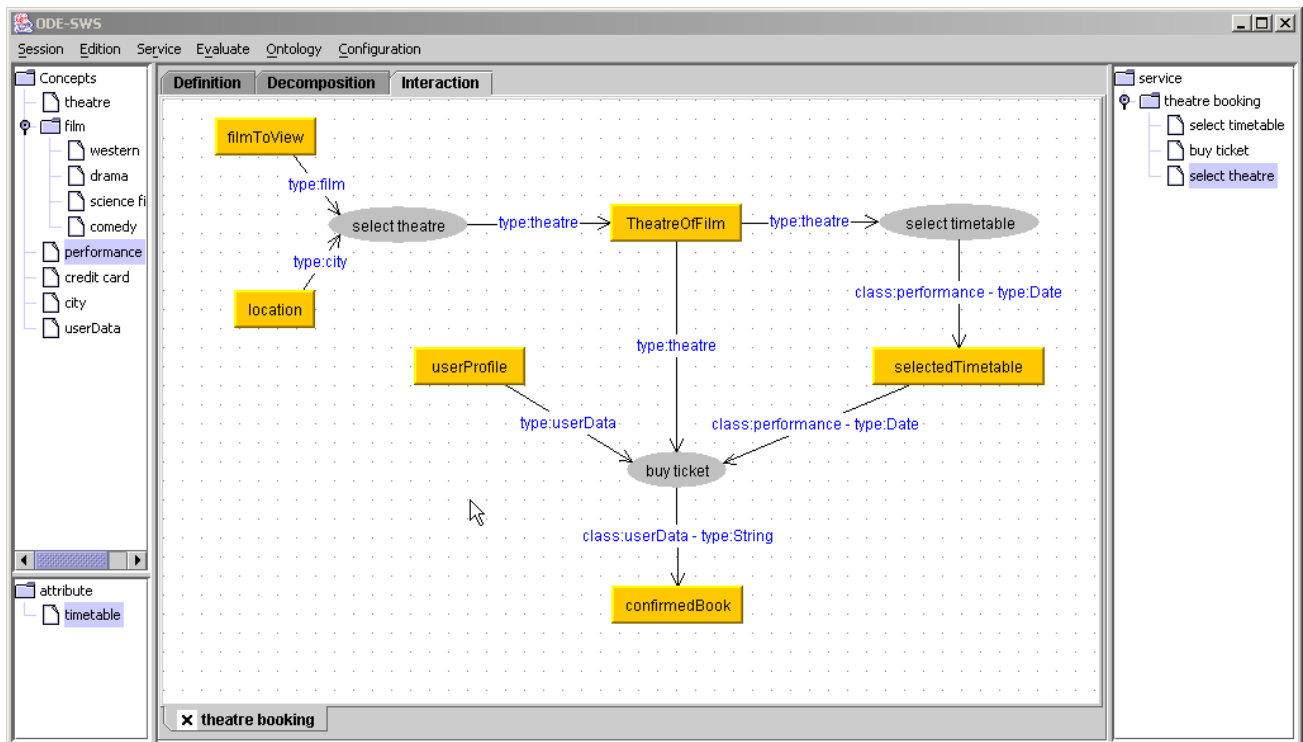 ODE-SWS
Session Edition Service Evaluate Ontology Configuration
Concepts
theatre
film
western
drama
science fi
comedy
performance
credit card
city
userData
attribute
timetable
Definition Decomposition Interaction
filmToView
type:film
select theatre
type:theatre
TheatreOfFilm
type:theatre
select timetable
type:city
location
class:performance - type:Date
type:theatre
userProfile
selectedTimetable
type:userData
class:performance - type:Date
buy ticket
class:userData - type:String
confirmedBook
theatre booking
service
theatre booking
select timetable
buy ticket
select theatre